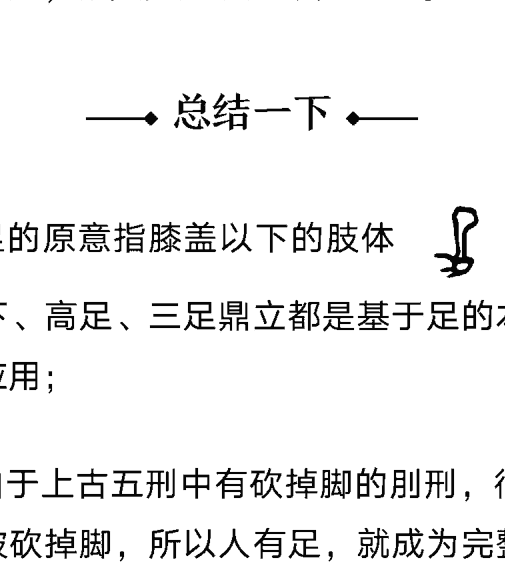 总结一下
的原意指膝盖以下的肢体
、高足、三足鼎立都是基于足的
用；
于上古五刑中有砍掉脚的刖刑，
砍掉脚，所以人有足，就成为完